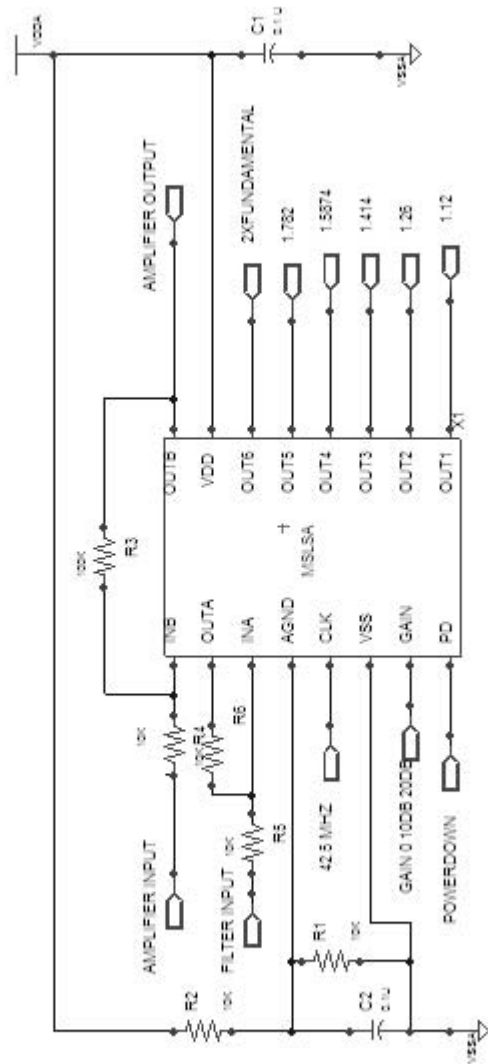 VDDA
C1
0.1U
VSSA
AMPLIFIER OUTPUT
2XFUNDAMENTAL
1.782
1.5874
1.414
1.26
1.12
R3
100K
OUTB
VDD
OUT6
OUT5
OUT4
OUT3
OUT2
OUT1
X1
MSLSA
INB
OUTA
INA
AGND
CLK
VSS
GAIN
PD
10K
R4
10K
R6
10K
R5
AMPLIFIER INPUT
FILTER INPUT
42.5 MHZ
GAIN 0 10DB 20DB
POWERDOWN
R2
10K
R1
10K
C2
0.1U
VSSA